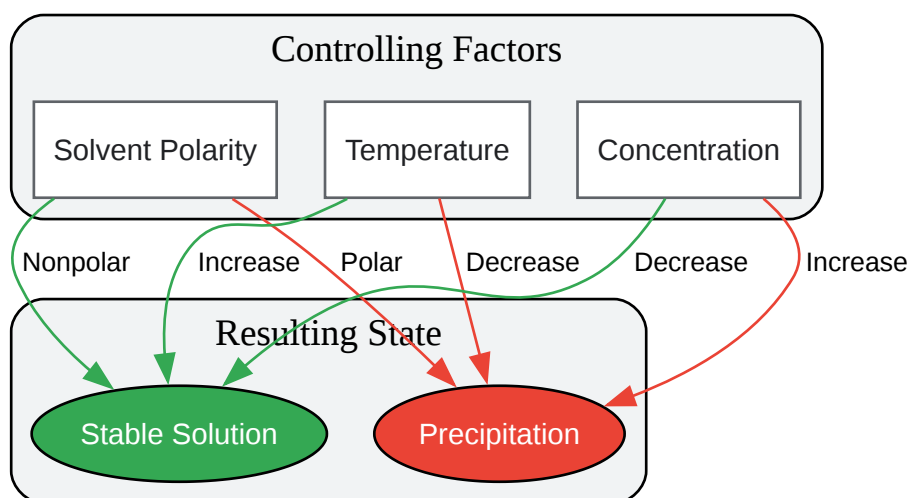 Controlling Factors
Solvent Polarity
Temperature
Concentration
Nonpolar
Increase
Polar
Decrease
Decrease
Increase
Resulting State
Stable Solution
Precipitation